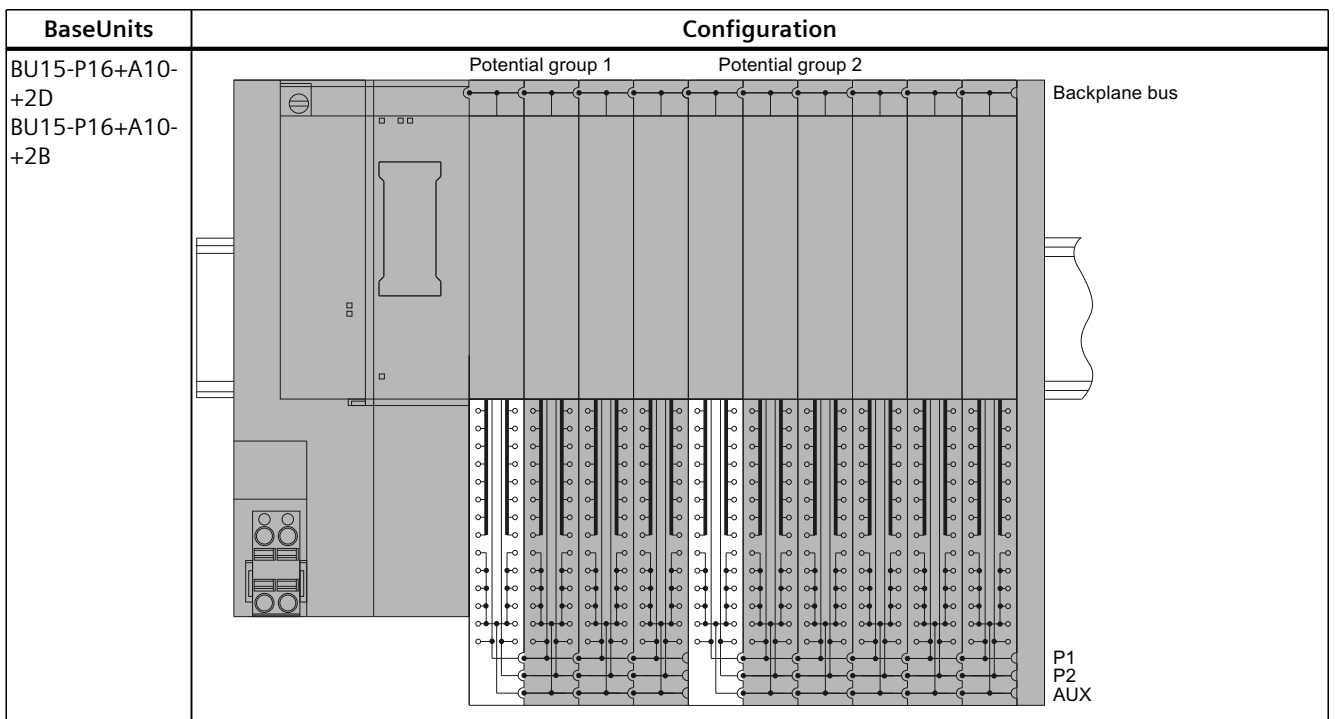 BaseUnits
Configuration
BU15-P16+A10-
+2D
BU15-P16+A10-
+2B
Potential group 1
Potential group 2
Backplane bus
P1
P2
AUX